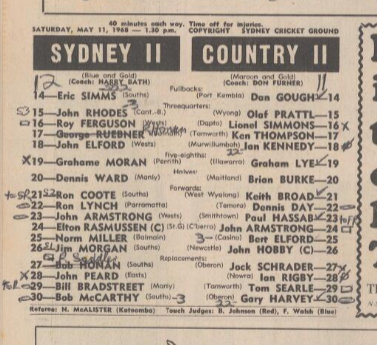 40 minutes each way. Time off for injuries.
SATURDAY, MAY 11, 1968 — 1.30 p.m. COPYRIGHT SYDNEY CRICKET GROUND
SYDNEY II COUNTRY II
12 (Blue and Gold) (Maroon and Gold) 11
(Coach: HARRY BATH) (Coach: DON FURNER)
Fullbacks:
14—Eric SIMMS (Souths) (Port Kembla) Dan GOUGH—14
Threequarters:
15—John RHODES (Cant.-B.) (Wyong) Olaf PRATTL—15
16—Roy FERGUSON (Wests) (Dapto) Lionel SIMMONS—16
17—George RUEBNER (Tamworth) Ken THOMPSON—17
18—John ELFORD (Wests) (Murwillumbah) Ian KENNEDY—18
Five-eighths:
19—Grahame MORAN (Penrith) (Illawarra) Graham LYE—19
Halves:
20—Dennis WARD (Manly) (Maitland) Brian BURKE—20
Forwards:
21—Ron COOTE (Souths) (West Wyalong) Keith BROAD—21
22—Ron LYNCH (Parramatta) (Tamora) Dennis DAY—22
23—John ARMSTRONG (Wests) (Smithtown) Paul HASSAB—23
24—Elton RASMUSSEN (C) (St.G) (C'berra) John ARMSTRONG—24
25—Norm MILLER (Balmain) 3 (Casino) Bert ELFORD—25
26—Jim MORGAN (Souths) (Newcastle) John HOBBY (C)—26
Replacements:
27—Bob HONAN (Souths) (Oberon) Jock SCHRADER—27
28—John PEARD (Easts) (Nowra) Ian RIGBY—28
29—Bill BRADSTREET (Manly) (Tamworth) Tom SEARLE—29
30—Bob McCARTHY (Souths) 3 (Oberon) Gary HARVEY—30
Referee: N. McALISTER (Katoomba) Touch Judges: B. Johnson (Red), F. Walsh (Blue)